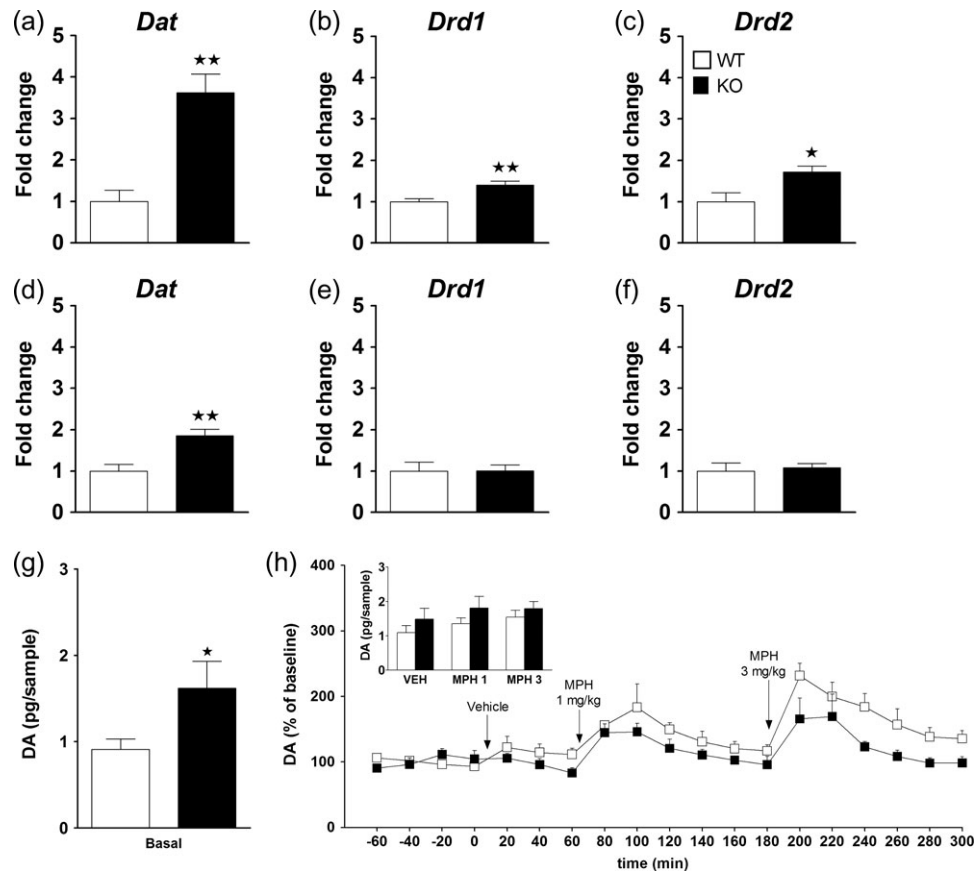 (a) Dat (b) Drd1 (c) Drd2
Fold change
5
4
3
2
1
0
★★
Fold change
5
4
3
2
1
0
★★
Fold change
5
4
3
2
1
0
WT
KO
★
(d) Dat (e) Drd1 (f) Drd2
Fold change
5
4
3
2
1
0
★★
Fold change
5
4
3
2
1
0
Fold change
5
4
3
2
1
0
(g)
DA (pg/sample)
3
2
1
0
★
Basal
(h)
DA (% of baseline)
400
300
200
100
0
DA (pg/sample)
3
2
1
0
VEH MPH 1 MPH 3
Vehicle
MPH
1 mg/kg
MPH
3 mg/kg
-60 -40 -20 0 20 40 60 80 100 120 140 160 180 200 220 240 260 280 300
time (min)